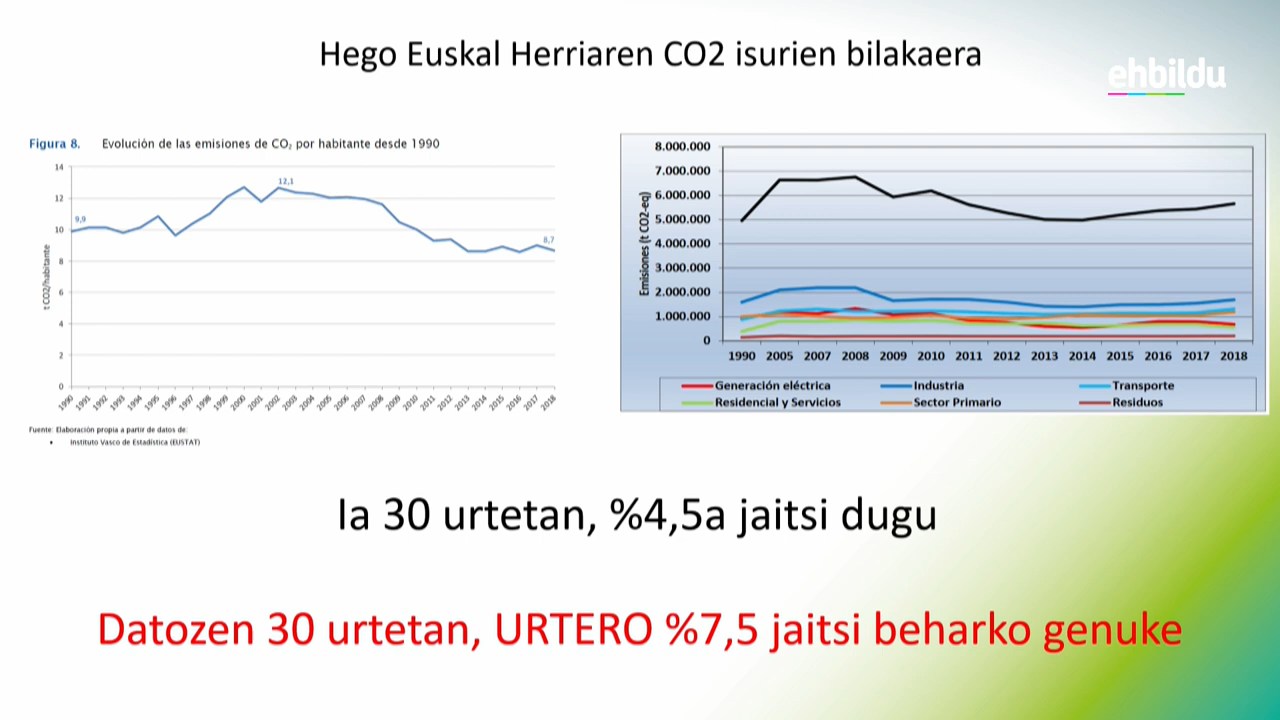 Hego Euskal Herriaren CO2 isurien bilakaera
ehbildu
Figura 8. Evolución de las emisiones de CO₂ por habitante desde 1990
t CO2/habitante
14
12
10
8
6
4
2
0
9,9
12,1
8,7
1990 1991 1992 1993 1994 1995 1996 1997 1998 1999 2000 2001 2002 2003 2004 2005 2006 2007 2008 2009 2010 2011 2012 2013 2014 2015 2016 2017 2018
Fuente: Elaboración propia a partir de datos de:
• Instituto Vasco de Estadística (EUSTAT)
Emisiones (t CO2-eq)
8.000.000
7.000.000
6.000.000
5.000.000
4.000.000
3.000.000
2.000.000
1.000.000
0
1990 2005 2007 2008 2009 2010 2011 2012 2013 2014 2015 2016 2017 2018
Generación eléctrica Industria Transporte
Residencial y Servicios Sector Primario Residuos
Ia 30 urtetan, %4,5a jaitsi dugu
Datozen 30 urtetan, URTERO %7,5 jaitsi beharko genuke